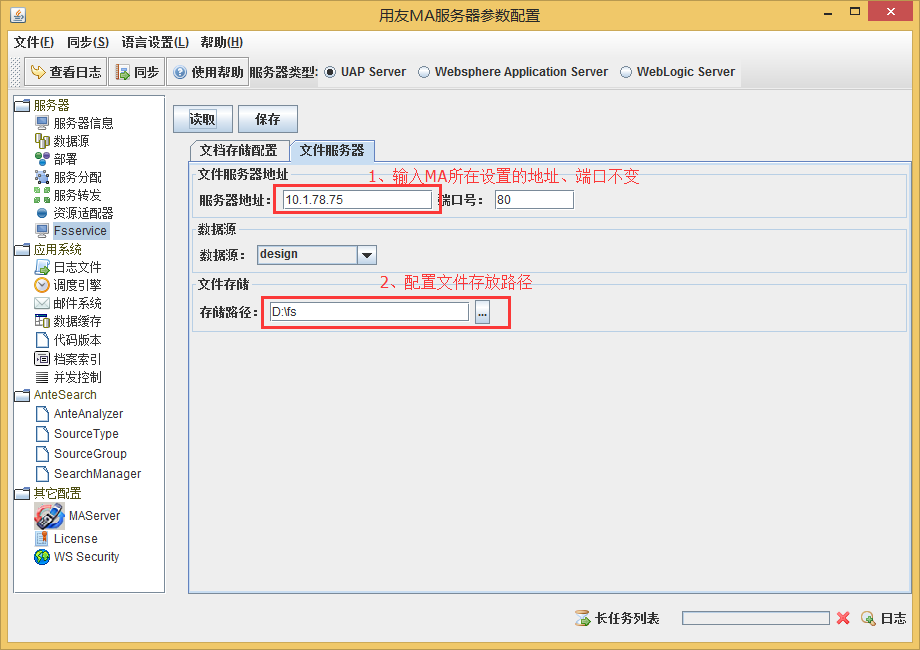 用友MA服务器参数配置
文件(F) 同步(S) 语言设置(L) 帮助(H)
查看日志 同步 使用帮助 服务器类型: UAP Server Websphere Application Server WebLogic Server
服务器
服务器信息
数据源
部署
服务分配
服务转发
资源适配器
Fsservice
应用系统
日志文件
调度引擎
邮件系统
数据缓存
代码版本
档案索引
并发控制
AnteSearch
AnteAnalyzer
SourceType
SourceGroup
SearchManager
其它配置
MAServer
License
WS Security
读取 保存
文档存储配置 文件服务器
文件服务器地址 1、输入MA所在设置的地址、端口不变
服务器地址: 10.1.78.75 端口号: 80
数据源
数据源: design
文件存储 2、配置文件存放路径
存储路径: D:\fs ...
长任务列表 日志